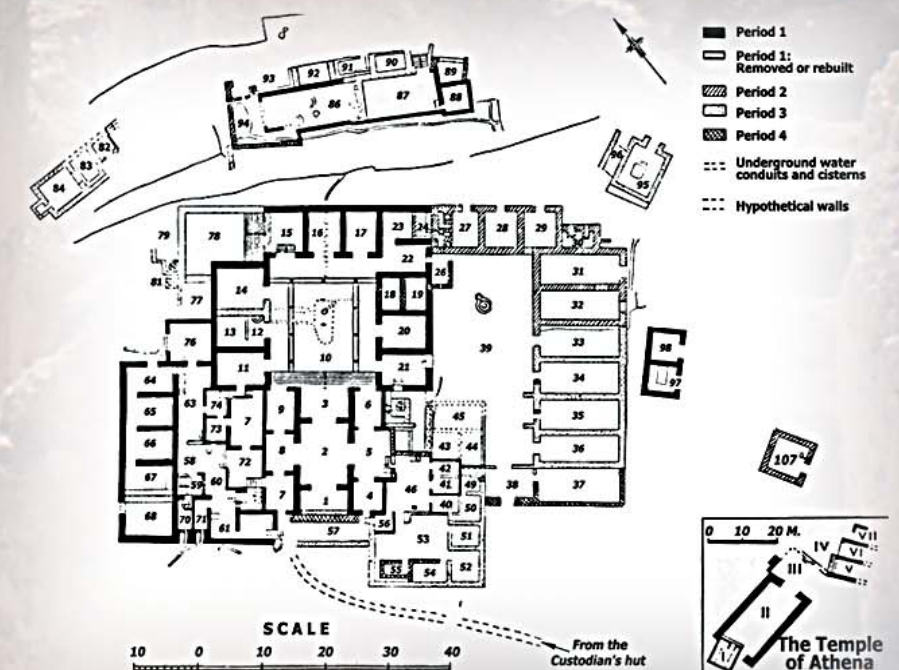 8
Period 1
Period 1:
Removed or rebuilt
Period 2
Period 3
Period 4
Underground water
conduits and cisterns
Hypothetical walls
93 92 91 90 89
94 86 87 88
84 83 82
96
95
79 78 15 16 17 23 24 27 28 29
22
81 77 14 18 19 26 31
32
13 12 10 20 39 33
76 11 21 34
98
97
64 63 74 7 9 3 6 45 35
65 73
66 58 72 8 2 5 43 44 36
67 59 60 42
7 1 4 46 41 49 38 37
68 70 71 61 40 50
57 56 53 51
55 54 52
107
0 10 20 M.
IV VII
VI
V
III
II
VI
The Temple
of Athena
SCALE
10 0 10 20 30 40
From the
Custodian's hut